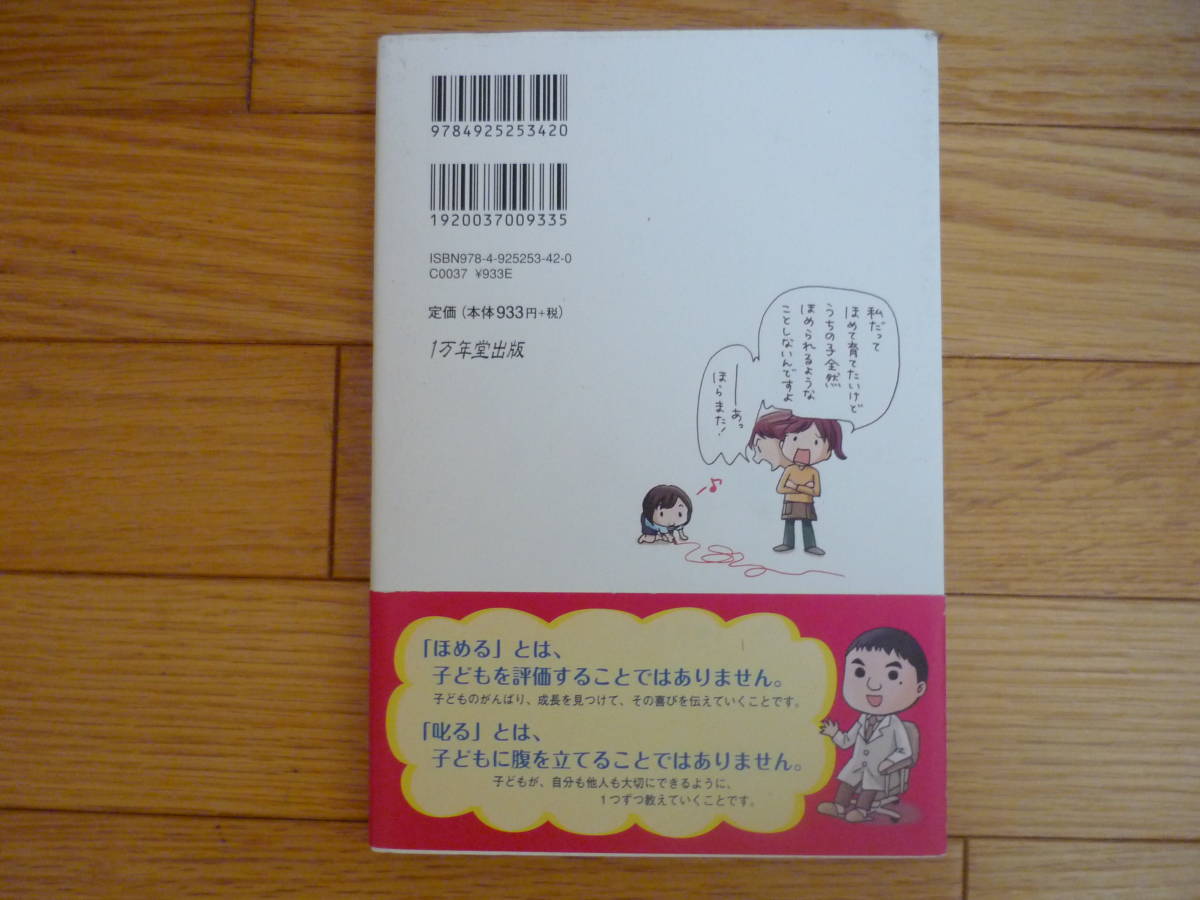 9784925253420
1920037009335
ISBN978-4-925253-42-0
C0037 ¥933E
定価（本体933円+税）
1万年堂出版
私だって
ほめて育てたいけど
うちの子全然
ほめられるような
ことしないんですよ
――あっ
ほらまた！
「ほめる」とは、
子どもを評価することではありません。
子どものがんばり、成長を見つけて、その喜びを伝えていくことです。
「叱る」とは、
子どもに腹を立てることではありません。
子どもが、自分も他人も大切にできるように、
1つずつ教えていくことです。